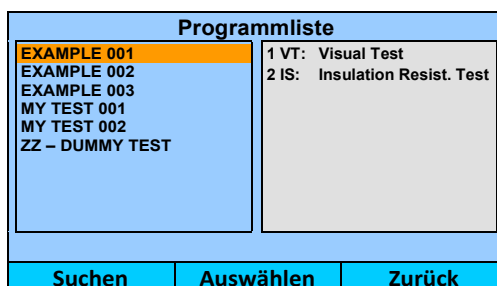 Programmliste
EXAMPLE 001
EXAMPLE 002
EXAMPLE 003
MY TEST 001
MY TEST 002
ZZ – DUMMY TEST
1 VT: Visual Test
2 IS: Insulation Resist. Test
Suchen
Auswählen
Zurück